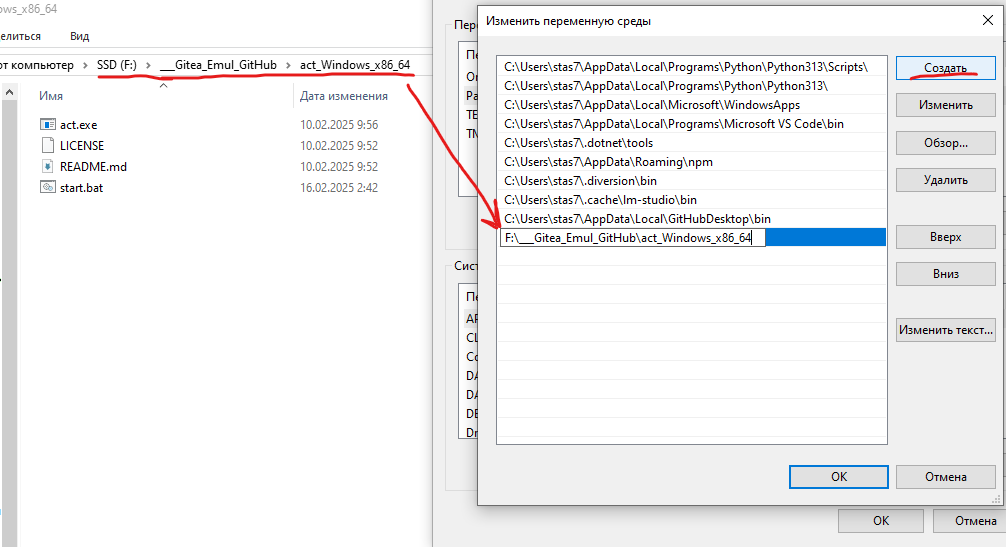 ows_x86_64
елиться Вид
от компьютер > SSD (F:) > ___Gitea_Emul_GitHub > act_Windows_x86_64
Имя Дата изменения
act.exe 10.02.2025 9:56
LICENSE 10.02.2025 9:52
README.md 10.02.2025 9:52
start.bat 16.02.2025 2:42
Пере
Пе
On
Pa
TE
TM
Сист
Пе
AP
CL
Co
DA
DA
DE
Dr
Изменить переменную среды
C:\Users\stas7\AppData\Local\Programs\Python\Python313\Scripts\
C:\Users\stas7\AppData\Local\Programs\Python\Python313\
C:\Users\stas7\AppData\Local\Microsoft\WindowsApps
C:\Users\stas7\AppData\Local\Programs\Microsoft VS Code\bin
C:\Users\stas7\.dotnet\tools
C:\Users\stas7\AppData\Roaming\npm
C:\Users\stas7\.diversion\bin
C:\Users\stas7\.cache\lm-studio\bin
C:\Users\stas7\AppData\Local\GitHubDesktop\bin
F:\___Gitea_Emul_GitHub\act_Windows_x86_64
Создать
Изменить
Обзор...
Удалить
Вверх
Вниз
Изменить текст...
ОК
Отмена
ОК
Отмена